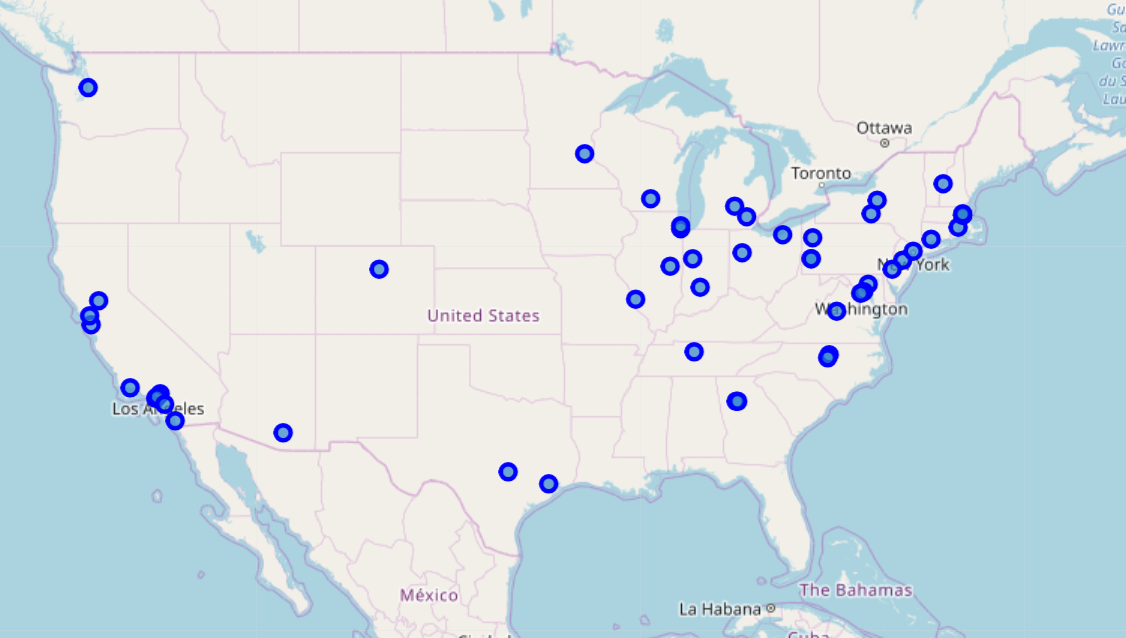 Gu
Sa
Lawr
Go
du S
Lau
Ottawa
Toronto
New York
Washington
United States
Los Angeles
México
La Habana
The Bahamas
Cuba